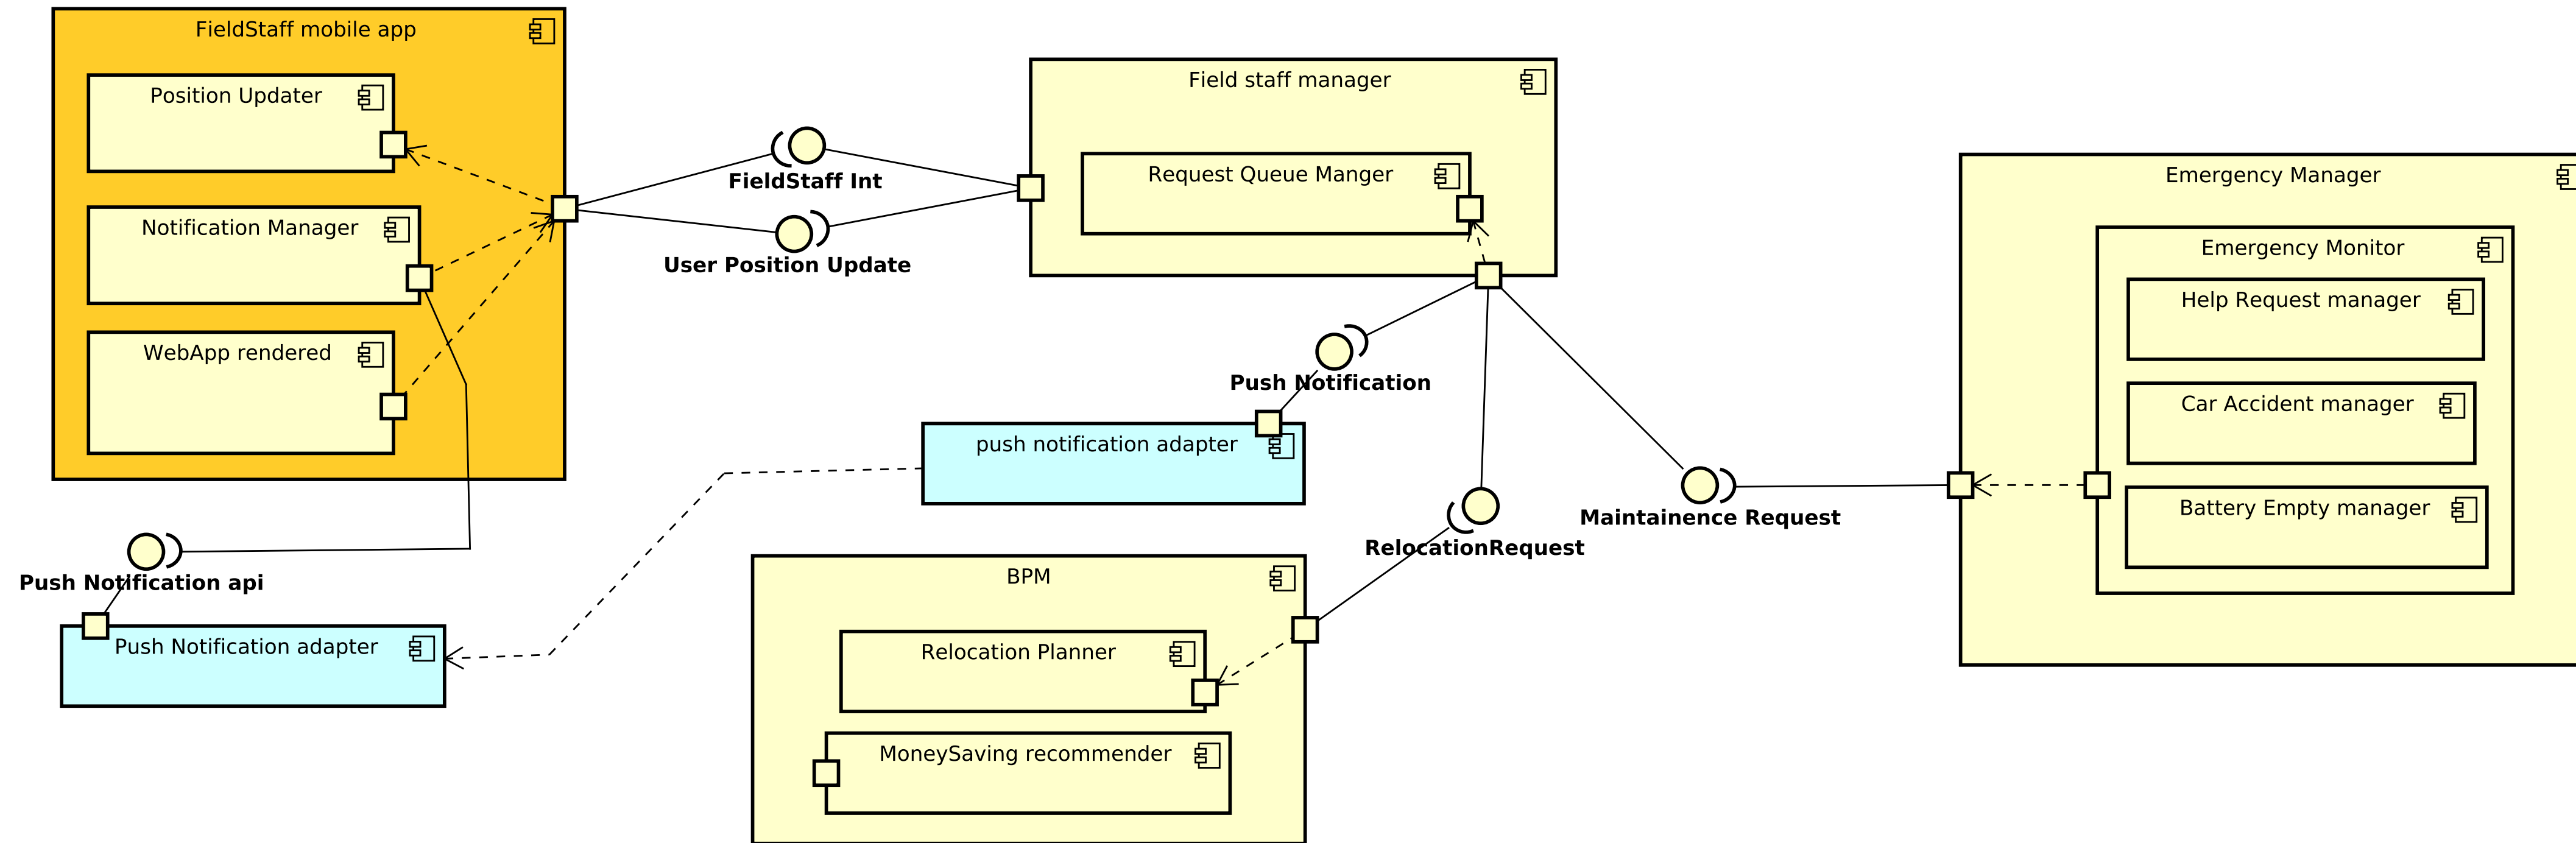 FieldStaff mobile app
Position Updater
Notification Manager
WebApp rendered
FieldStaff Int
User Position Update
Field staff manager
Request Queue Manger
Emergency Manager
Emergency Monitor
Help Request manager
Car Accident manager
Battery Empty manager
Push Notification
push notification adapter
RelocationRequest
Maintainence Request
Push Notification api
Push Notification adapter
BPM
Relocation Planner
MoneySaving recommender